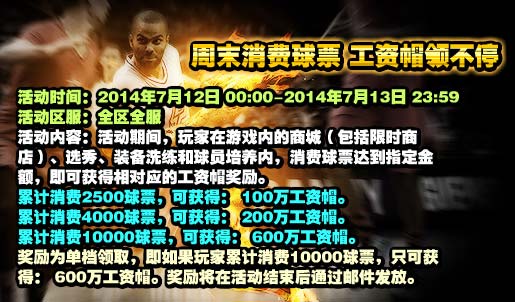 周末消费球票 工资帽领不停
活动时间：2014年7月12日 00:00-2014年7月13日 23:59
活动区服：全区全服
活动内容：活动期间，玩家在游戏内的商城（包括限时商
店）、选秀、装备洗练和球员培养内，消费球票达到指定金
额，即可获得相对应的工资帽奖励。
累计消费2500球票，可获得： 100万工资帽。
累计消费4000球票，可获得： 200万工资帽。
累计消费10000球票，可获得： 600万工资帽。
奖励为单档领取，即如果玩家累计消费10000球票，只可获
得： 600万工资帽。奖励将在活动结束后通过邮件发放。